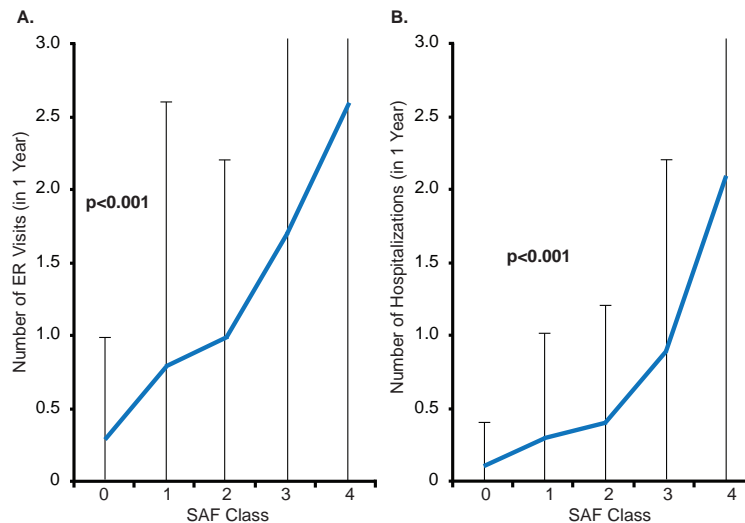 A.
3.0
2.5
2.0
1.5
1.0
0.5
0
Number of ER Visits (in 1 Year)
p<0.001
0 1 2 3 4
SAF Class
B.
3.0
2.5
2.0
1.5
1.0
0.5
0
Number of Hospitalizations (in 1 Year)
p<0.001
0 1 2 3 4
SAF Class